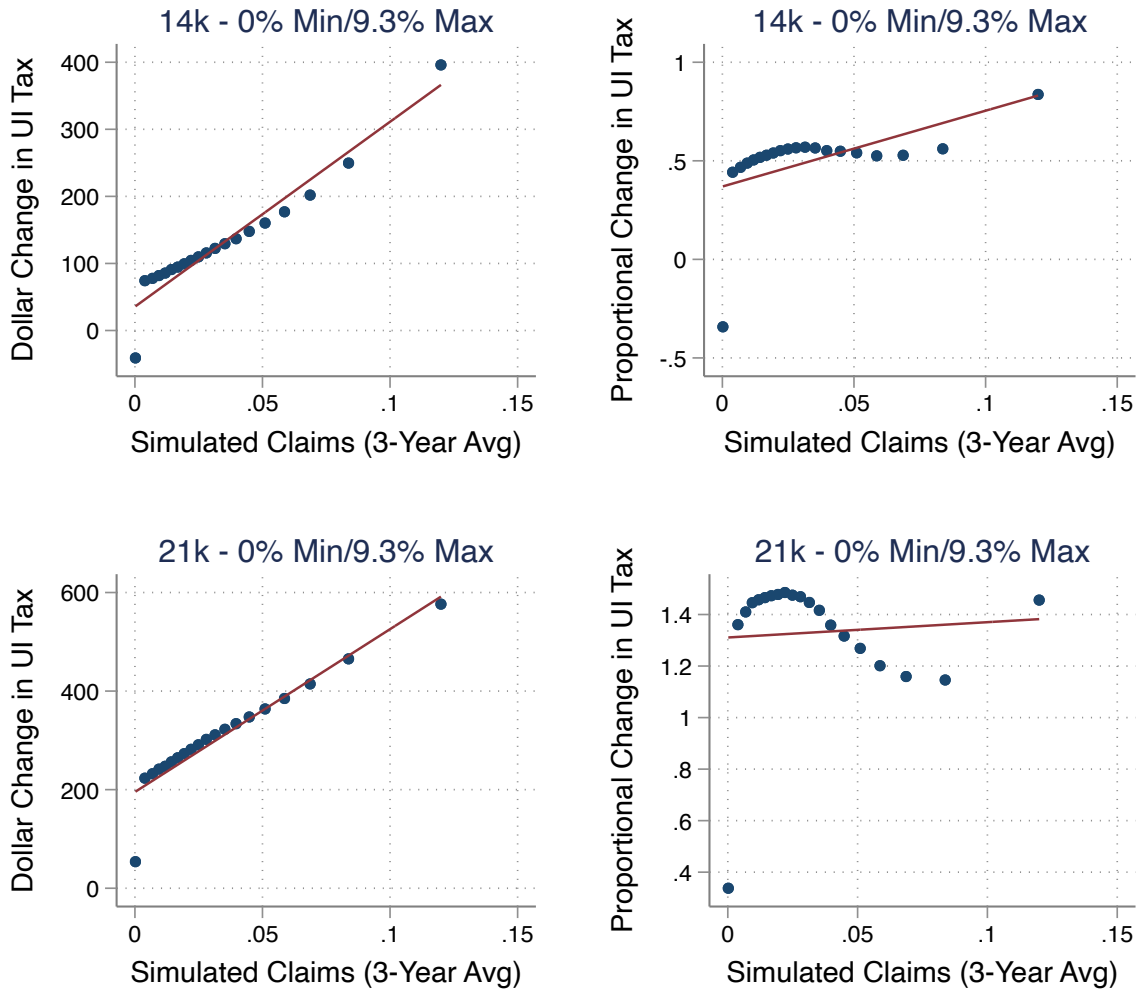 14k - 0% Min/9.3% Max
Dollar Change in UI Tax
400
300
200
100
0
0
.05
.1
.15
Simulated Claims (3-Year Avg)
14k - 0% Min/9.3% Max
Proportional Change in UI Tax
1
.5
0
-.5
0
.05
.1
.15
Simulated Claims (3-Year Avg)
21k - 0% Min/9.3% Max
Dollar Change in UI Tax
600
400
200
0
0
.05
.1
.15
Simulated Claims (3-Year Avg)
21k - 0% Min/9.3% Max
Proportional Change in UI Tax
1.4
1.2
1
.8
.6
.4
0
.05
.1
.15
Simulated Claims (3-Year Avg)